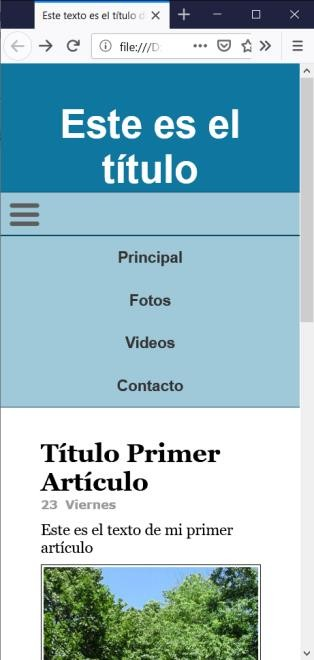 Este texto es el título d
file:///D:
Este es el
título
Principal
Fotos
Videos
Contacto
Título Primer
Artículo
23 Viernes
Este es el texto de mi primer
artículo